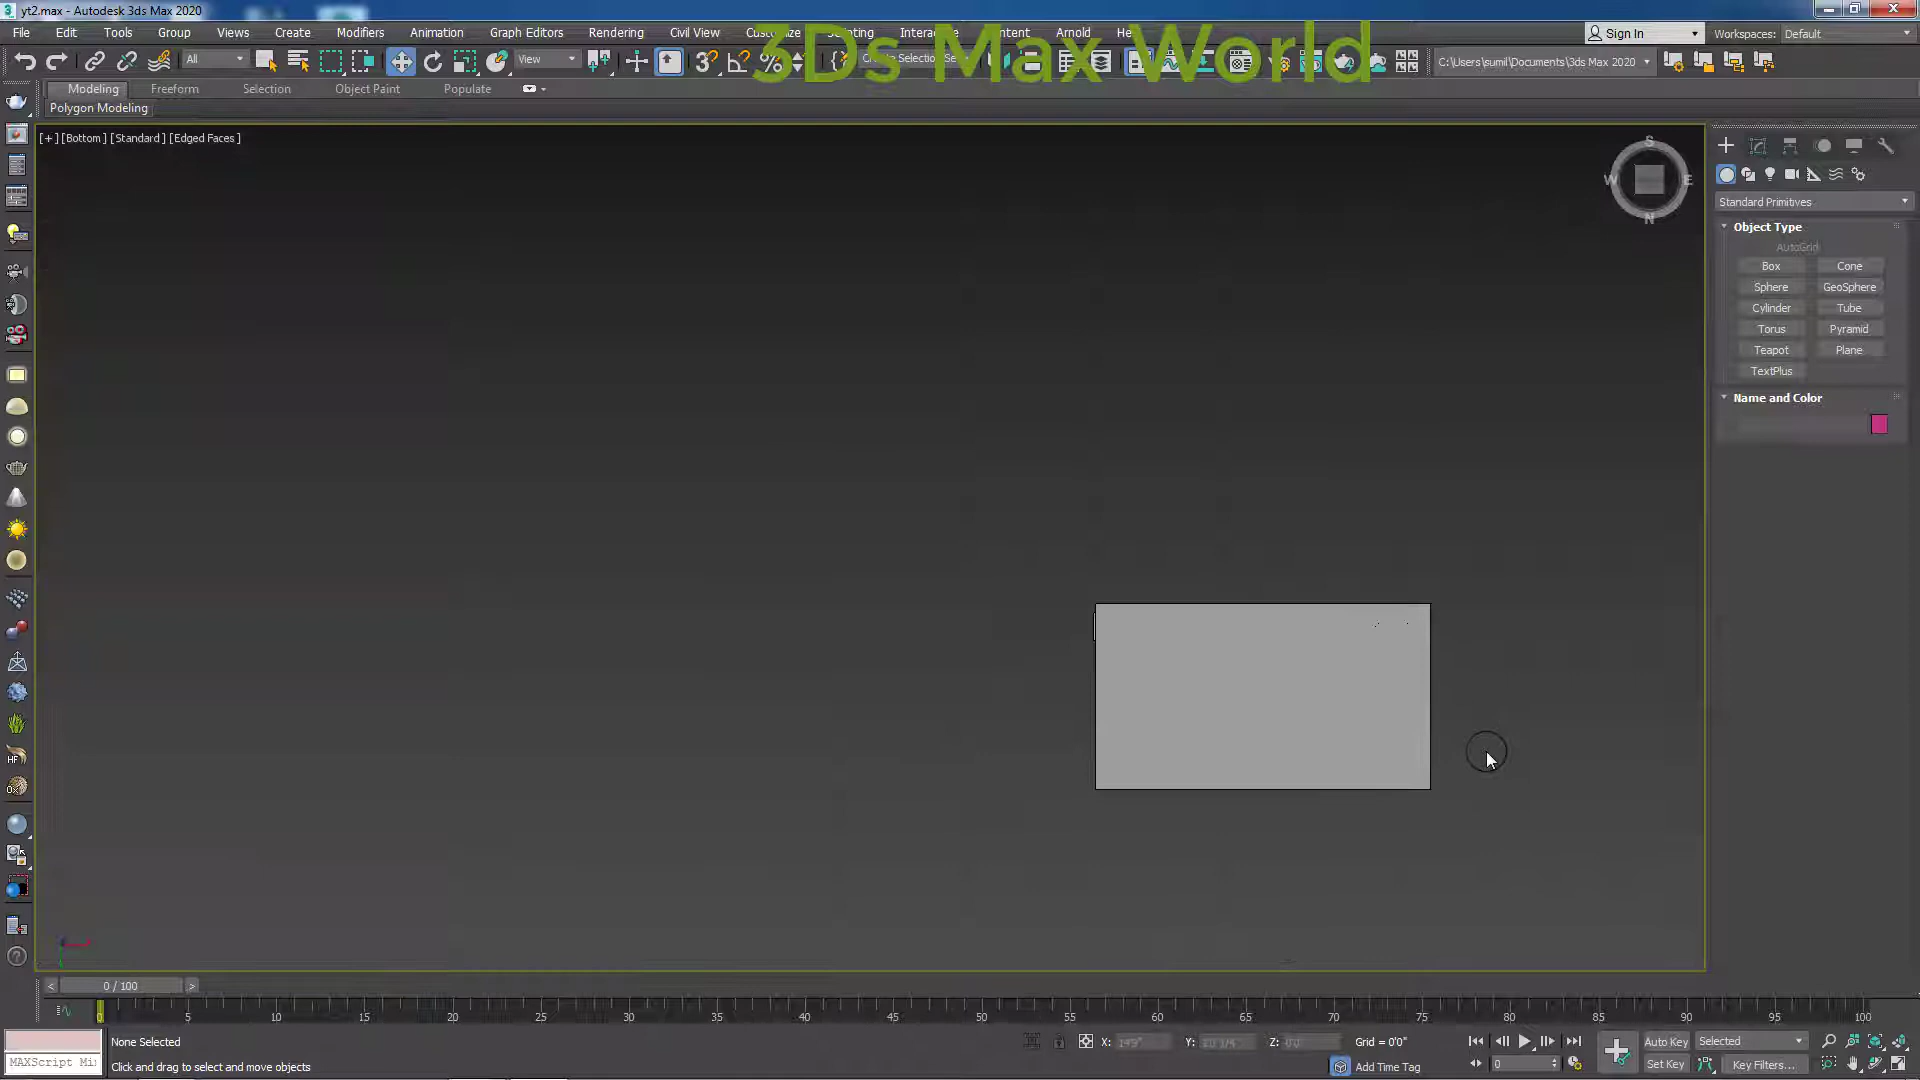 yt2.max - Autodesk 3ds Max 2020
File Edit Tools Group Views Create Modifiers Animation Graph Editors Rendering Civil View Customize Scripting Content Arnold
3Ds Max World
Sign In Workspaces: Default
All View C:\Users\sumil\Documents\3ds Max 2020
Modeling Freeform Selection Object Paint Populate
Polygon Modeling
[+] [Bottom] [Standard] [Edged Faces]
S
W E
N
Standard Primitives
Object Type
AutoGrid
Box Cone
Sphere GeoSphere
Cylinder Tube
Torus Pyramid
Teapot Plane
TextPlus
Name and Color
HF
< 0 / 100 >
0 5 10 15 20 25 30 35 40 45 50 55 60 65 70 75 80 85 90 95 100
None Selected X: Y: Z: Grid = 0'0" Auto Key Selected
MAXScript Mi Click and drag to select and move objects Add Time Tag 0 Set Key Key Filters...